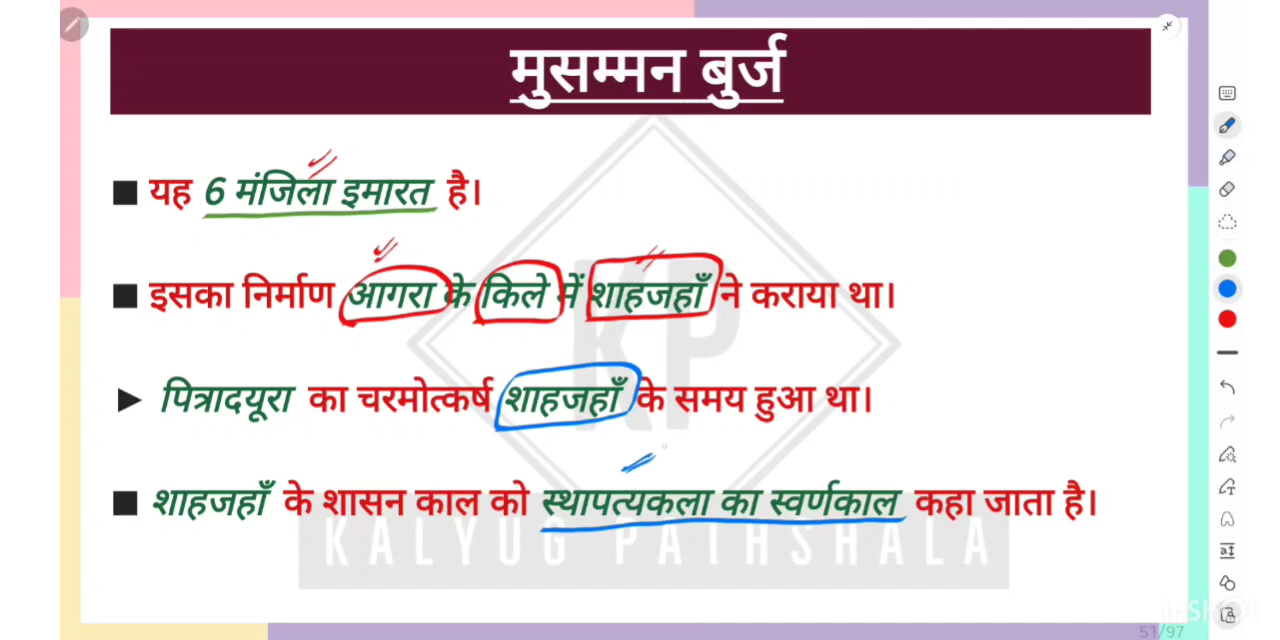 मुसम्मन बुर्ज
■ यह 6 मंजिला इमारत है।
■ इसका निर्माण आगरा के किले में शाहजहाँ ने कराया था।
► पित्रादयूरा का चरमोत्कर्ष शाहजहाँ के समय हुआ था।
■ शाहजहाँ के शासन काल को स्थापत्यकला का स्वर्णकाल कहा जाता है।
KP
KALYUG PATHSHALA
51/97